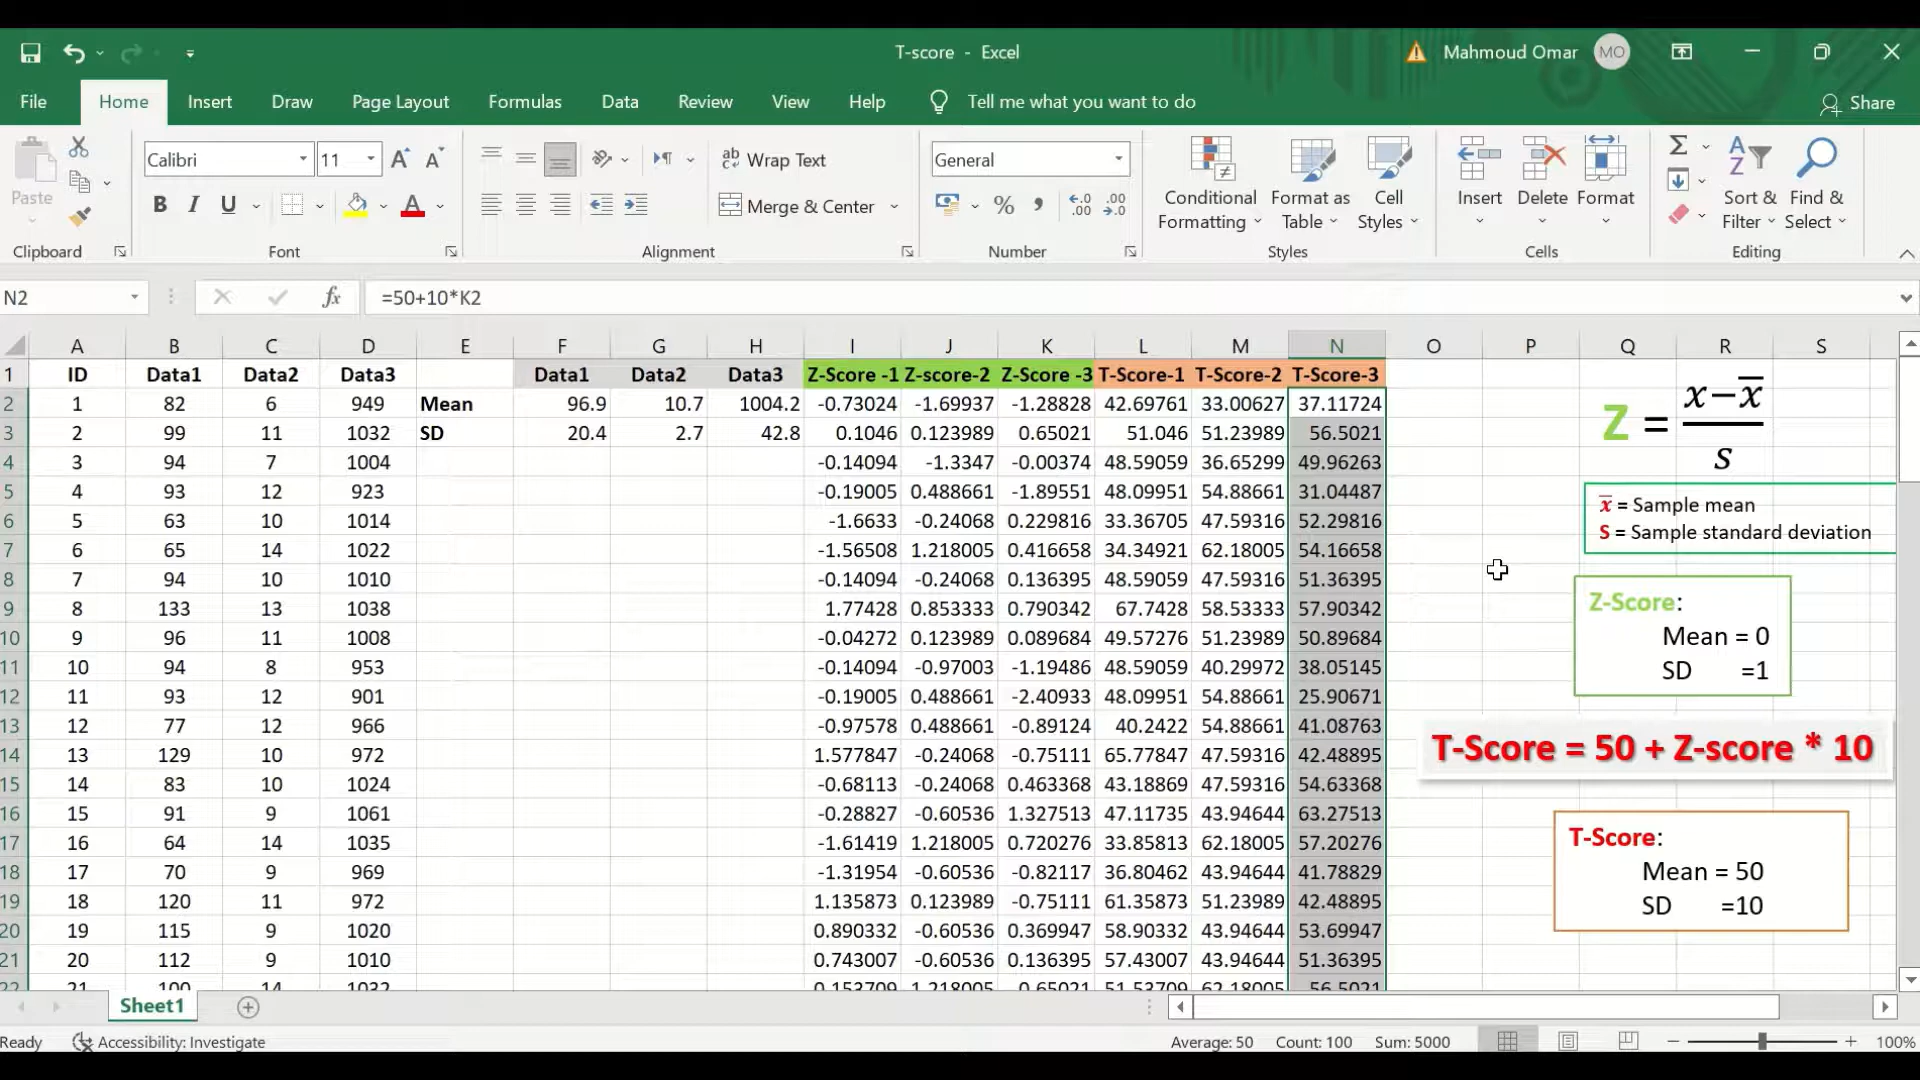 T-score - Excel
Mahmoud Omar MO
File Home Insert Draw Page Layout Formulas Data Review View Help Tell me what you want to do Share
Paste
Calibri 11
Wrap Text
Merge & Center
General
Conditional Formatting
Format as Table
Cell Styles
Insert Delete Format
Sort & Filter
Find & Select
Clipboard Font Alignment Number Styles Cells Editing
N2 fx =50+10*K2
A B C D E F G H I J K L M N O P Q R S
1 ID Data1 Data2 Data3 Data1 Data2 Data3 Z-Score -1 Z-score-2 Z-Score -3 T-Score-1 T-Score-2 T-Score-3
2 1 82 6 949 Mean 96.9 10.7 1004.2 -0.73024 -1.69937 -1.28828 42.69761 33.00627 37.11724
3 2 99 11 1032 SD 20.4 2.7 42.8 0.1046 0.123989 0.65021 51.046 51.23989 56.5021
4 3 94 7 1004 -0.14094 -1.3347 -0.00374 48.59059 36.65299 49.96263
5 4 93 12 923 -0.19005 0.488661 -1.89551 48.09951 54.88661 31.04487
6 5 63 10 1014 -1.6633 -0.24068 0.229816 33.36705 47.59316 52.29816
7 6 65 14 1022 -1.56508 1.218005 0.416658 34.34921 62.18005 54.16658
8 7 94 10 1010 -0.14094 -0.24068 0.136395 48.59059 47.59316 51.36395
9 8 133 13 1038 1.77428 0.853333 0.790342 67.7428 58.53333 57.90342
10 9 96 11 1008 -0.04272 0.123989 0.089684 49.57276 51.23989 50.89684
11 10 94 8 953 -0.14094 -0.97003 -1.19486 48.59059 40.29972 38.05145
12 11 93 12 901 -0.19005 0.488661 -2.40933 48.09951 54.88661 25.90671
13 12 77 12 966 -0.97578 0.488661 -0.89124 40.2422 54.88661 41.08763
14 13 129 10 972 1.577847 -0.24068 -0.75111 65.77847 47.59316 42.48895
15 14 83 10 1024 -0.68113 -0.24068 0.463368 43.18869 47.59316 54.63368
16 15 91 9 1061 -0.28827 -0.60536 1.327513 47.11735 43.94644 63.27513
17 16 64 14 1035 -1.61419 1.218005 0.720276 33.85813 62.18005 57.20276
18 17 70 9 969 -1.31954 -0.60536 -0.82117 36.80462 43.94644 41.78829
19 18 120 11 972 1.135873 0.123989 -0.75111 61.35873 51.23989 42.48895
20 19 115 9 1020 0.890332 -0.60536 0.369947 58.90332 43.94644 53.69947
21 20 112 9 1010 0.743007 -0.60536 0.136395 57.43007 43.94644 51.36395
22 21 100 14 1032 0.153709 1.218005 0.65021 51.53709 62.18005 56.5021
Z = x−x̅
s
x̅ = Sample mean
S = Sample standard deviation
Z-Score:
Mean = 0
SD =1
T-Score = 50 + Z-score * 10
T-Score:
Mean = 50
SD =10
Sheet1
Ready Accessibility: Investigate Average: 50 Count: 100 Sum: 5000 100%